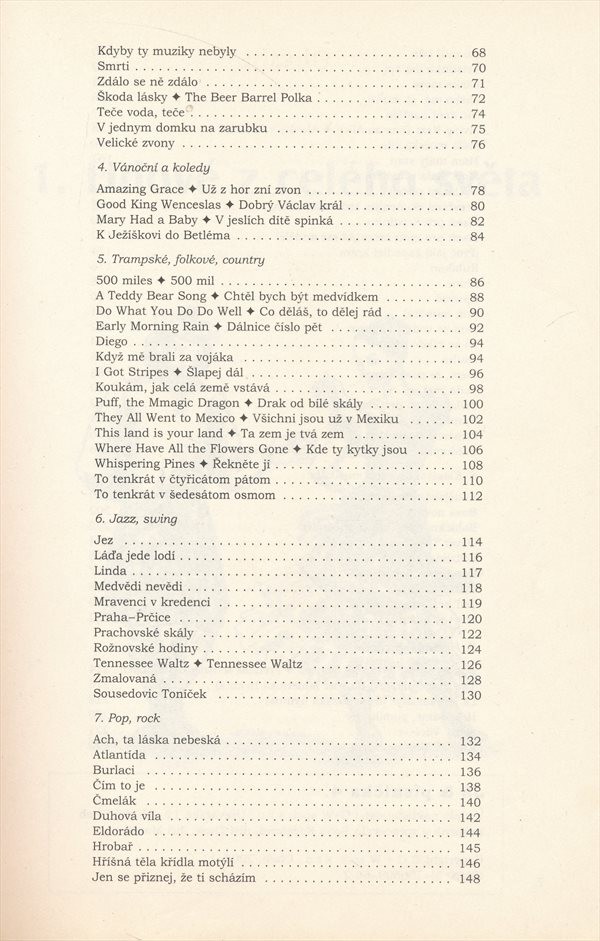 Kdyby ty muziky nebyly . . . . . . . . . . . . . . . . . . . . . . . . . . . . 68
Smrti . . . . . . . . . . . . . . . . . . . . . . . . . . . . . . . . . . . . . . . . . . . 70
Zdálo se ně zdálo . . . . . . . . . . . . . . . . . . . . . . . . . . . . . . . . . 71
Škoda lásky ✦ The Beer Barrel Polka . . . . . . . . . . . . . . . . . . . 72
Teče voda, teče . . . . . . . . . . . . . . . . . . . . . . . . . . . . . . . . . . . 74
V jednym domku na zarubku . . . . . . . . . . . . . . . . . . . . . . . . 75
Velické zvony . . . . . . . . . . . . . . . . . . . . . . . . . . . . . . . . . . . . 76
4. Vánoční a koledy
Amazing Grace ✦ Už z hor zní zvon . . . . . . . . . . . . . . . . . . . . 78
Good King Wenceslas ✦ Dobrý Václav král . . . . . . . . . . . . . . . 80
Mary Had a Baby ✦ V jeslích dítě spinká . . . . . . . . . . . . . . . . 82
K Ježíškovi do Betléma . . . . . . . . . . . . . . . . . . . . . . . . . . . . . 84
5. Trampské, folkové, country
500 miles ✦ 500 mil . . . . . . . . . . . . . . . . . . . . . . . . . . . . . . . 86
A Teddy Bear Song ✦ Chtěl bych být medvídkem . . . . . . . . . . 88
Do What You Do Do Well ✦ Co děláš, to dělej rád . . . . . . . . . . 90
Early Morning Rain ✦ Dálnice číslo pět . . . . . . . . . . . . . . . . . 92
Diego . . . . . . . . . . . . . . . . . . . . . . . . . . . . . . . . . . . . . . . . . . 94
Když mě brali za vojáka . . . . . . . . . . . . . . . . . . . . . . . . . . . . 94
I Got Stripes ✦ Šlapej dál . . . . . . . . . . . . . . . . . . . . . . . . . . . 96
Koukám, jak celá země vstává . . . . . . . . . . . . . . . . . . . . . . . . 98
Puff, the Mmagic Dragon ✦ Drak od bílé skály . . . . . . . . . . . 100
They All Went to Mexico ✦ Všichni jsou už v Mexiku . . . . . . 102
This land is your land ✦ Ta zem je tvá zem . . . . . . . . . . . . . . 104
Where Have All the Flowers Gone ✦ Kde ty kytky jsou . . . . . 106
Whispering Pines ✦ Řekněte jí . . . . . . . . . . . . . . . . . . . . . . . 108
To tenkrát v čtyřicátom pátom . . . . . . . . . . . . . . . . . . . . . . . 110
To tenkrát v šedesátom osmom . . . . . . . . . . . . . . . . . . . . . . 112
6. Jazz, swing
Jez . . . . . . . . . . . . . . . . . . . . . . . . . . . . . . . . . . . . . . . . . . . 114
Láďa jede lodí . . . . . . . . . . . . . . . . . . . . . . . . . . . . . . . . . . . 116
Linda . . . . . . . . . . . . . . . . . . . . . . . . . . . . . . . . . . . . . . . . . . 117
Medvědi nevědí . . . . . . . . . . . . . . . . . . . . . . . . . . . . . . . . . . 118
Mravenci v kredenci . . . . . . . . . . . . . . . . . . . . . . . . . . . . . . 119
Praha–Prčice . . . . . . . . . . . . . . . . . . . . . . . . . . . . . . . . . . . 120
Prachovské skály . . . . . . . . . . . . . . . . . . . . . . . . . . . . . . . . 122
Rožnovské hodiny . . . . . . . . . . . . . . . . . . . . . . . . . . . . . . . . 124
Tennessee Waltz ✦ Tennessee Waltz . . . . . . . . . . . . . . . . . . 126
Zmalovaná . . . . . . . . . . . . . . . . . . . . . . . . . . . . . . . . . . . . . 128
Sousedovic Toníček . . . . . . . . . . . . . . . . . . . . . . . . . . . . . . 130
7. Pop, rock
Ach, ta láska nebeská . . . . . . . . . . . . . . . . . . . . . . . . . . . . . 132
Atlantida . . . . . . . . . . . . . . . . . . . . . . . . . . . . . . . . . . . . . . 134
Burlaci . . . . . . . . . . . . . . . . . . . . . . . . . . . . . . . . . . . . . . . 136
Čím to je . . . . . . . . . . . . . . . . . . . . . . . . . . . . . . . . . . . . . . 138
Čmelák . . . . . . . . . . . . . . . . . . . . . . . . . . . . . . . . . . . . . . . 140
Duhová víla . . . . . . . . . . . . . . . . . . . . . . . . . . . . . . . . . . . . 142
Eldorádo . . . . . . . . . . . . . . . . . . . . . . . . . . . . . . . . . . . . . . 144
Hrobař . . . . . . . . . . . . . . . . . . . . . . . . . . . . . . . . . . . . . . . . 145
Hříšná těla křídla motýlí . . . . . . . . . . . . . . . . . . . . . . . . . . . 146
Jen se přiznej, že ti scházím . . . . . . . . . . . . . . . . . . . . . . . . 148